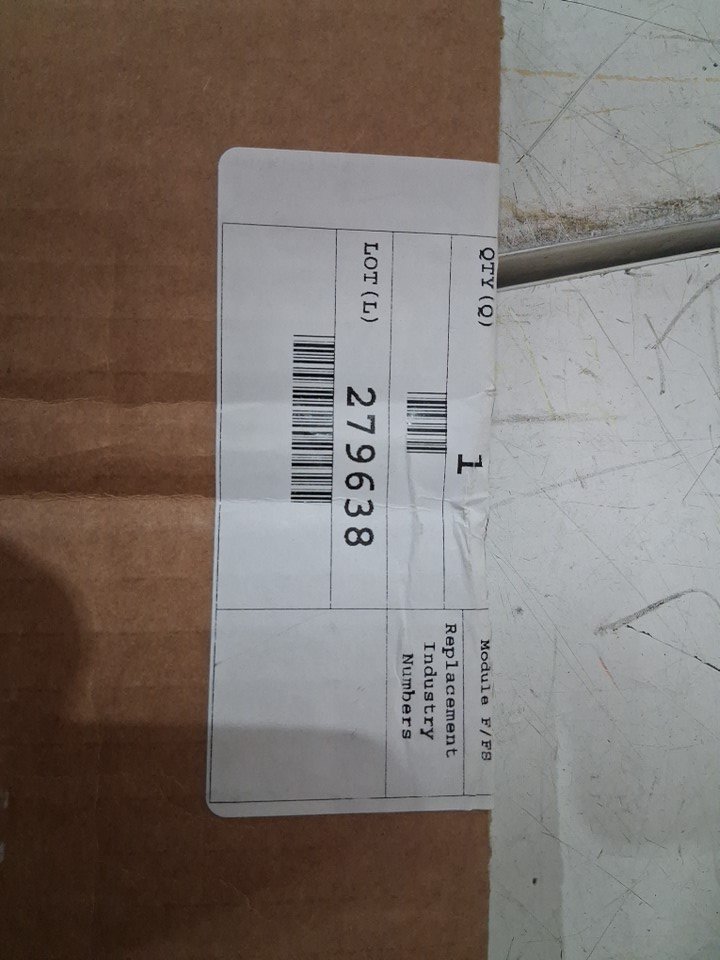 QTY (Q)
1
LOT (L)
279638
Module F/FS
Replacement
Industry
Numbers